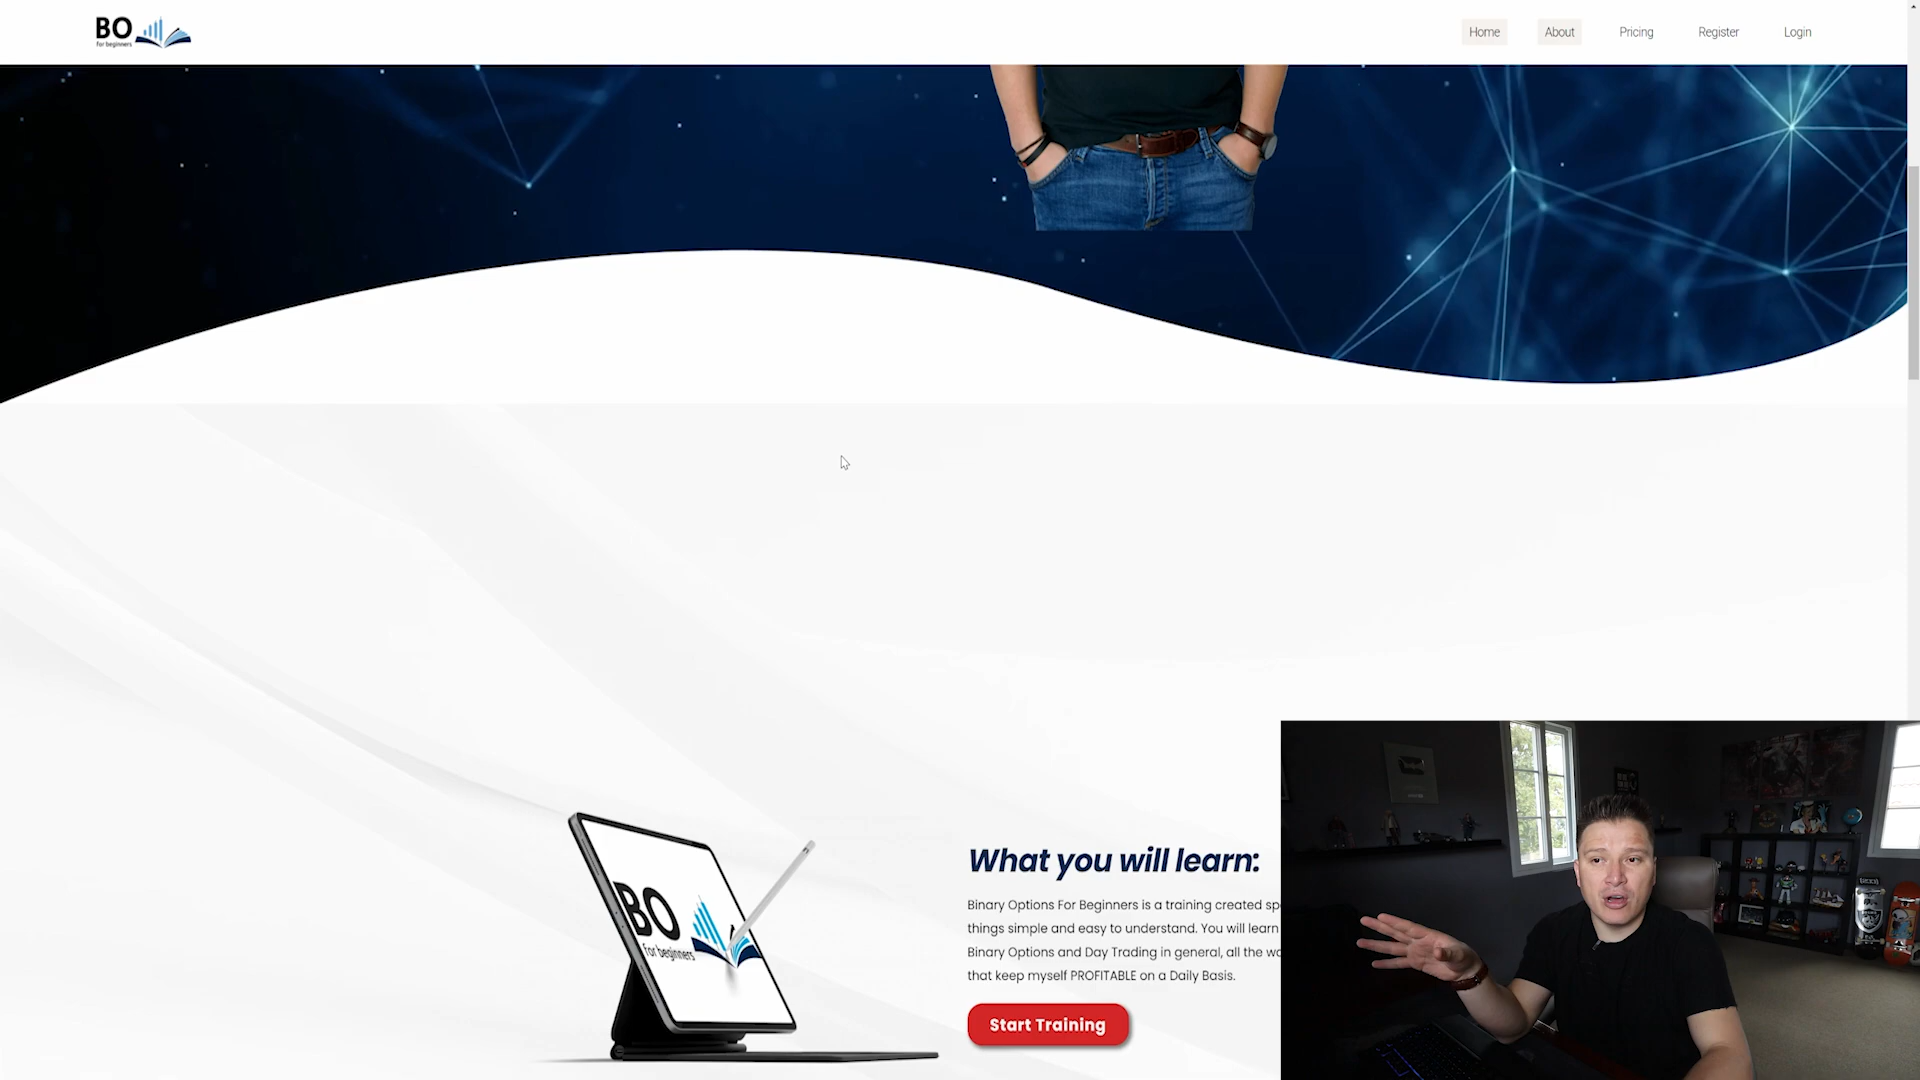 BO
for beginners
Home
About
Pricing
Register
Login
BO
for beginners
What you will learn:
Binary Options For Beginners is a training created
things simple and easy to understand. You will learn
Binary Options and Day Trading in general, all the
that keep myself PROFITABLE on a Daily Basis.
Start Training